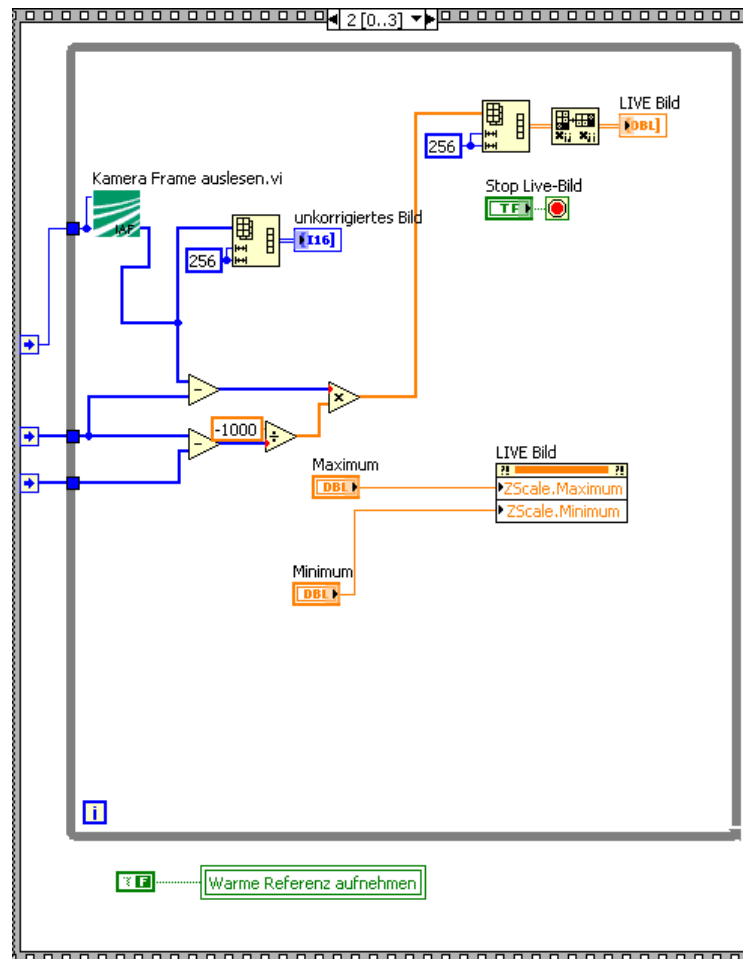 2 [0..3]
LIVE Bild
DBL]
256
Kamera Frame auslesen.vi
IAF
Stop Live-Bild
TF
unkorrigiertes Bild
I16]
256
-1000
LIVE Bild
Maximum
DBL
ZScale.Maximum
ZScale.Minimum
Minimum
DBL
i
F
Warme Referenz aufnehmen